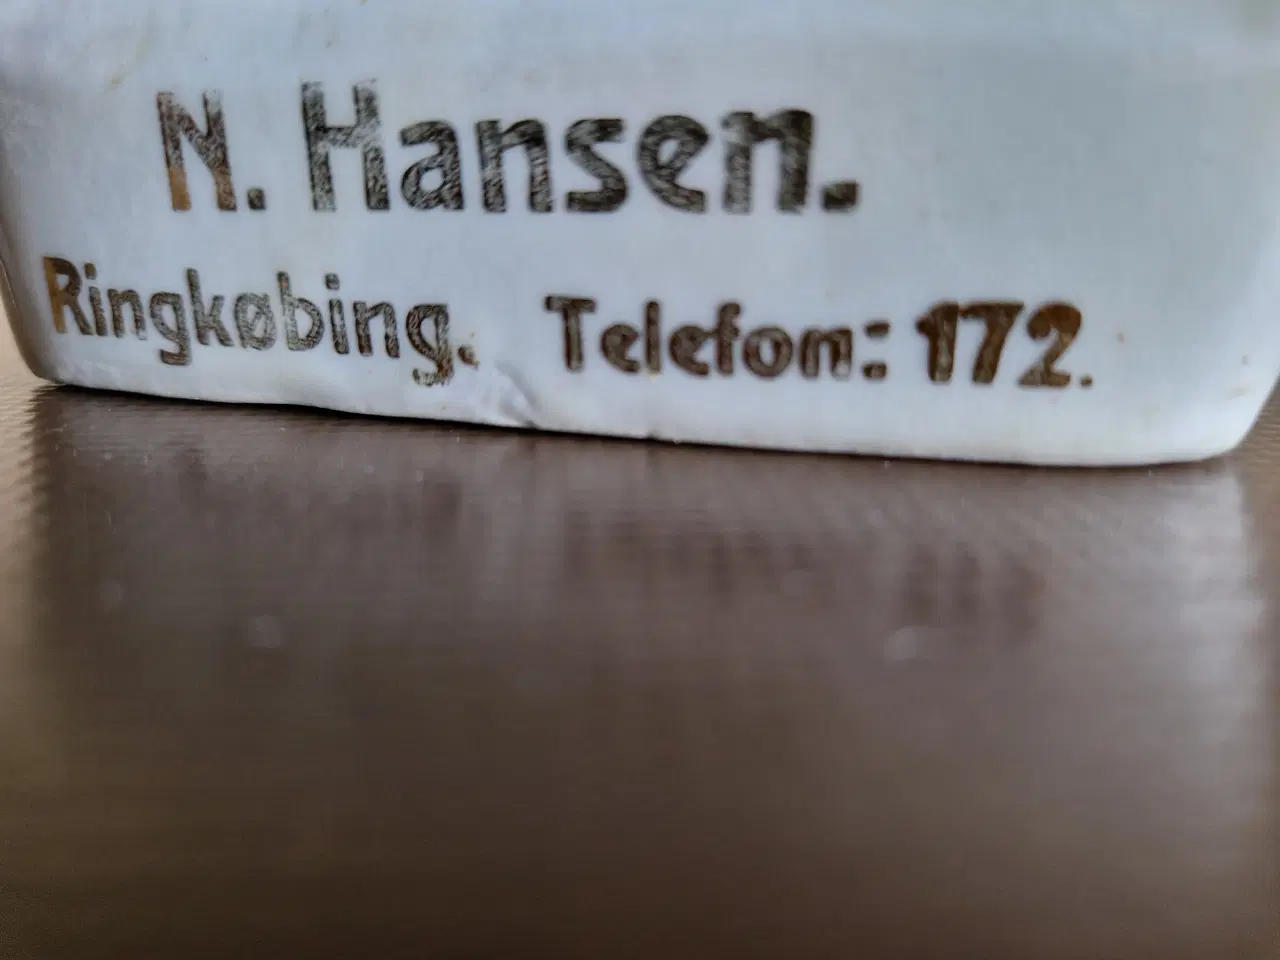 N. Hansen.
Ringkøbing. Telefon: 172.